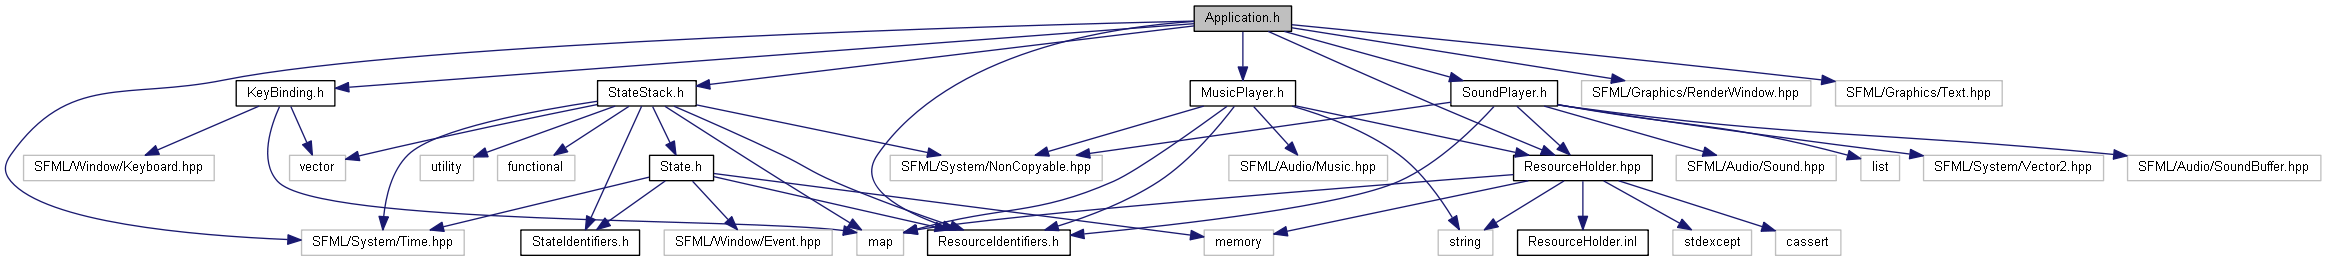 Application.h
KeyBinding.h
StateStack.h
MusicPlayer.h
SoundPlayer.h
SFML/Graphics/RenderWindow.hpp
SFML/Graphics/Text.hpp
SFML/Window/Keyboard.hpp
vector
utility
functional
State.h
SFML/System/NonCopyable.hpp
SFML/Audio/Music.hpp
ResourceHolder.hpp
SFML/Audio/Sound.hpp
list
SFML/System/Vector2.hpp
SFML/Audio/SoundBuffer.hpp
SFML/System/Time.hpp
StateIdentifiers.h
SFML/Window/Event.hpp
map
ResourceIdentifiers.h
memory
string
ResourceHolder.inl
stdexcept
cassert